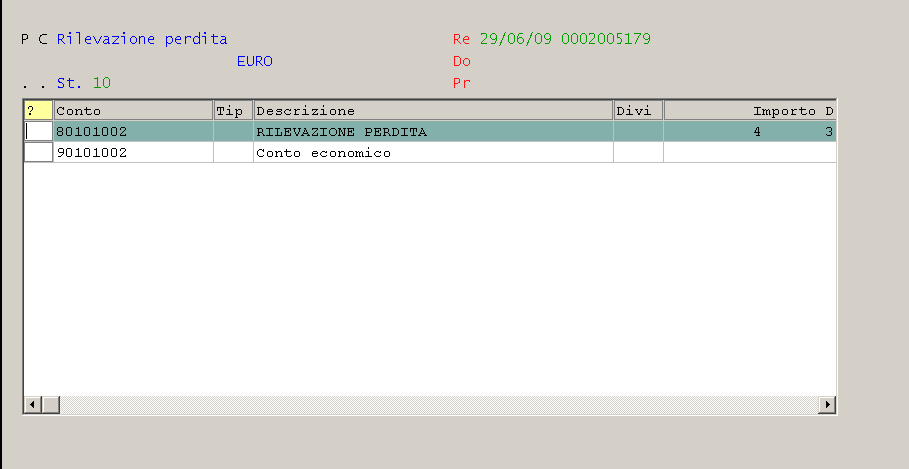 P C Rilevazione perdita Re 29/06/09 0002005179
EURO Do
. . St. 10 Pr
? Conto Tip Descrizione Divi Importo D
80101002 RILEVAZIONE PERDITA 4 3
90101002 Conto economico